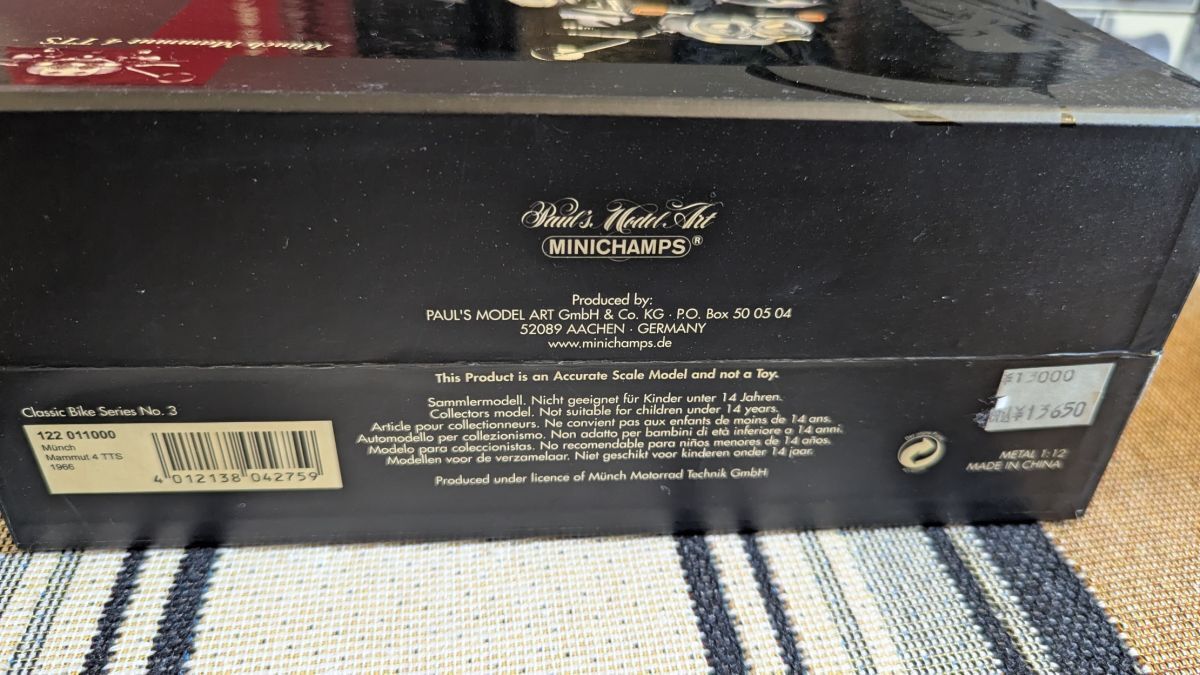 Münch Mammut 4 TTS
Paul's Model Art
MINICHAMPS®
Produced by:
PAUL'S MODEL ART GmbH & Co. KG · P.O. Box 50 05 04
52089 AACHEN · GERMANY
www.minichamps.de
This Product is an Accurate Scale Model and not a Toy.
Sammlermodell. Nicht geeignet für Kinder unter 14 Jahren.
Collectors model. Not suitable for children under 14 years.
Article pour collectionneurs. Ne convient pas aux enfants de moins de 14 ans.
Automodello per collezionismo. Non adatto per bambini di età inferiore a 14 anni.
Modelo para coleccionistas. No recomendable para niños menores de 14 años.
Modellen voor de verzamelaar. Niet geschikt voor kinderen onder 14 jaar.
Produced under licence of Münch Motorrad Technik GmbH
Classic Bike Series No. 3
122 011000
Münch
Mammut 4 TTS
1966
4 012138 042759
¥13000
¥13650
METAL 1:12
MADE IN CHINA